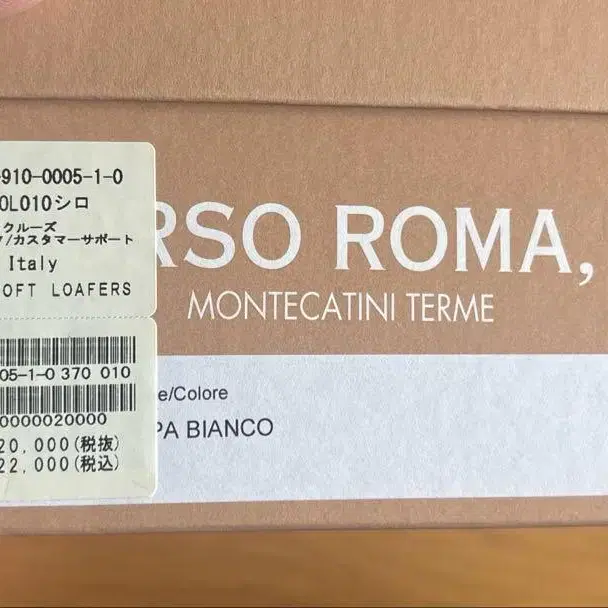 -910-0005-1-0
0L010シロ
クルーズ
/カスタマーサポート
Italy
OFT LOAFERS
05-1-0 370 010
0000020000
20,000(税抜)
22,000(税込)
RSO ROMA,
MONTECATINI TERME
e/Colore
PA BIANCO